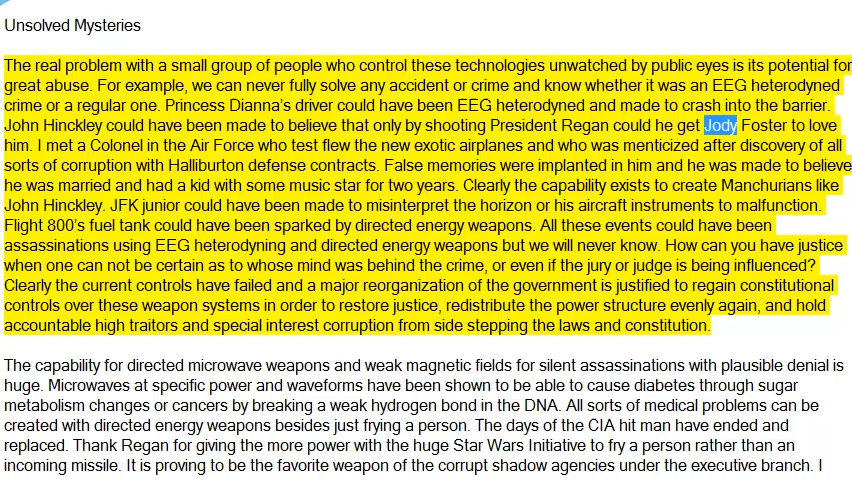 Unsolved Mysteries
The real problem with a small group of people who control these technologies unwatched by public eyes is its potential for
great abuse. For example, we can never fully solve any accident or crime and know whether it was an EEG heterodyned
crime or a regular one. Princess Dianna's driver could have been EEG heterodyned and made to crash into the barrier.
John Hinckley could have been made to believe that only by shooting President Regan could he get Jody Foster to love
him. I met a Colonel in the Air Force who test flew the new exotic airplanes and who was menticized after discovery of all
sorts of corruption with Halliburton defense contracts. False memories were implanted in him and he was made to believe
he was married and had a kid with some music star for two years. Clearly the capability exists to create Manchurians like
John Hinckley. JFK junior could have been made to misinterpret the horizon or his aircraft instruments to malfunction.
Flight 800's fuel tank could have been sparked by directed energy weapons. All these events could have been
assassinations using EEG heterodyning and directed energy weapons but we will never know. How can you have justice
when one can not be certain as to whose mind was behind the crime, or even if the jury or judge is being influenced?
Clearly the current controls have failed and a major reorganization of the government is justified to regain constitutional
controls over these weapon systems in order to restore justice, redistribute the power structure evenly again, and hold
accountable high traitors and special interest corruption from side stepping the laws and constitution.
The capability for directed microwave weapons and weak magnetic fields for silent assassinations with plausible denial is
huge. Microwaves at specific power and waveforms have been shown to be able to cause diabetes through sugar
metabolism changes or cancers by breaking a weak hydrogen bond in the DNA. All sorts of medical problems can be
created with directed energy weapons besides just frying a person. The days of the CIA hit man have ended and
replaced. Thank Regan for giving the more power with the huge Star Wars Initiative to fry a person rather than an
incoming missile. It is proving to be the favorite weapon of the corrupt shadow agencies under the executive branch. I